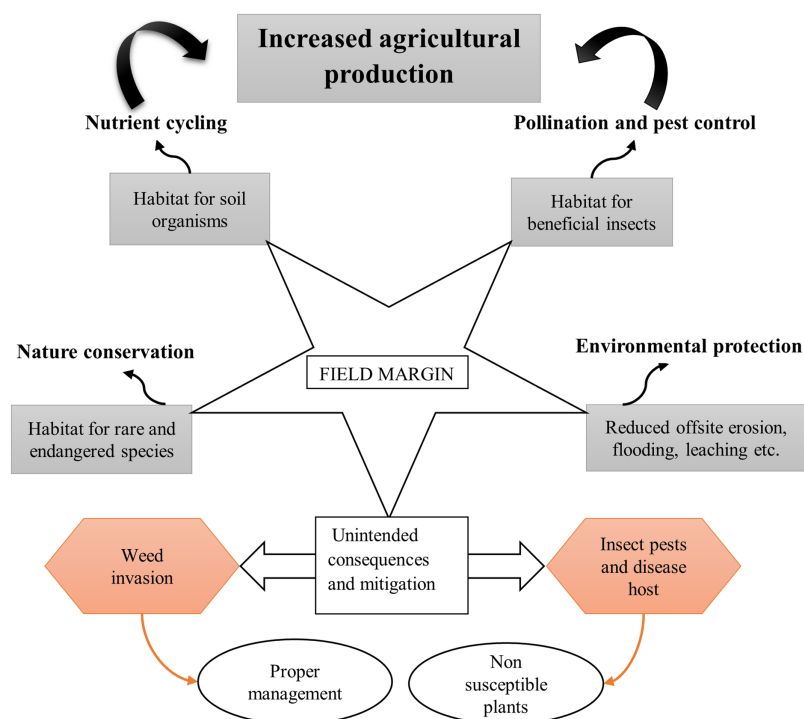 Increased agricultural
production
Nutrient cycling
Pollination and pest control
Habitat for soil
organisms
Habitat for
beneficial insects
Nature conservation
Environmental protection
FIELD MARGIN
Habitat for rare and
endangered species
Reduced offsite erosion,
flooding, leaching etc.
Weed
invasion
Unintended
consequences
and mitigation
Insect pests
and disease
host
Proper
management
Non
susceptible
plants